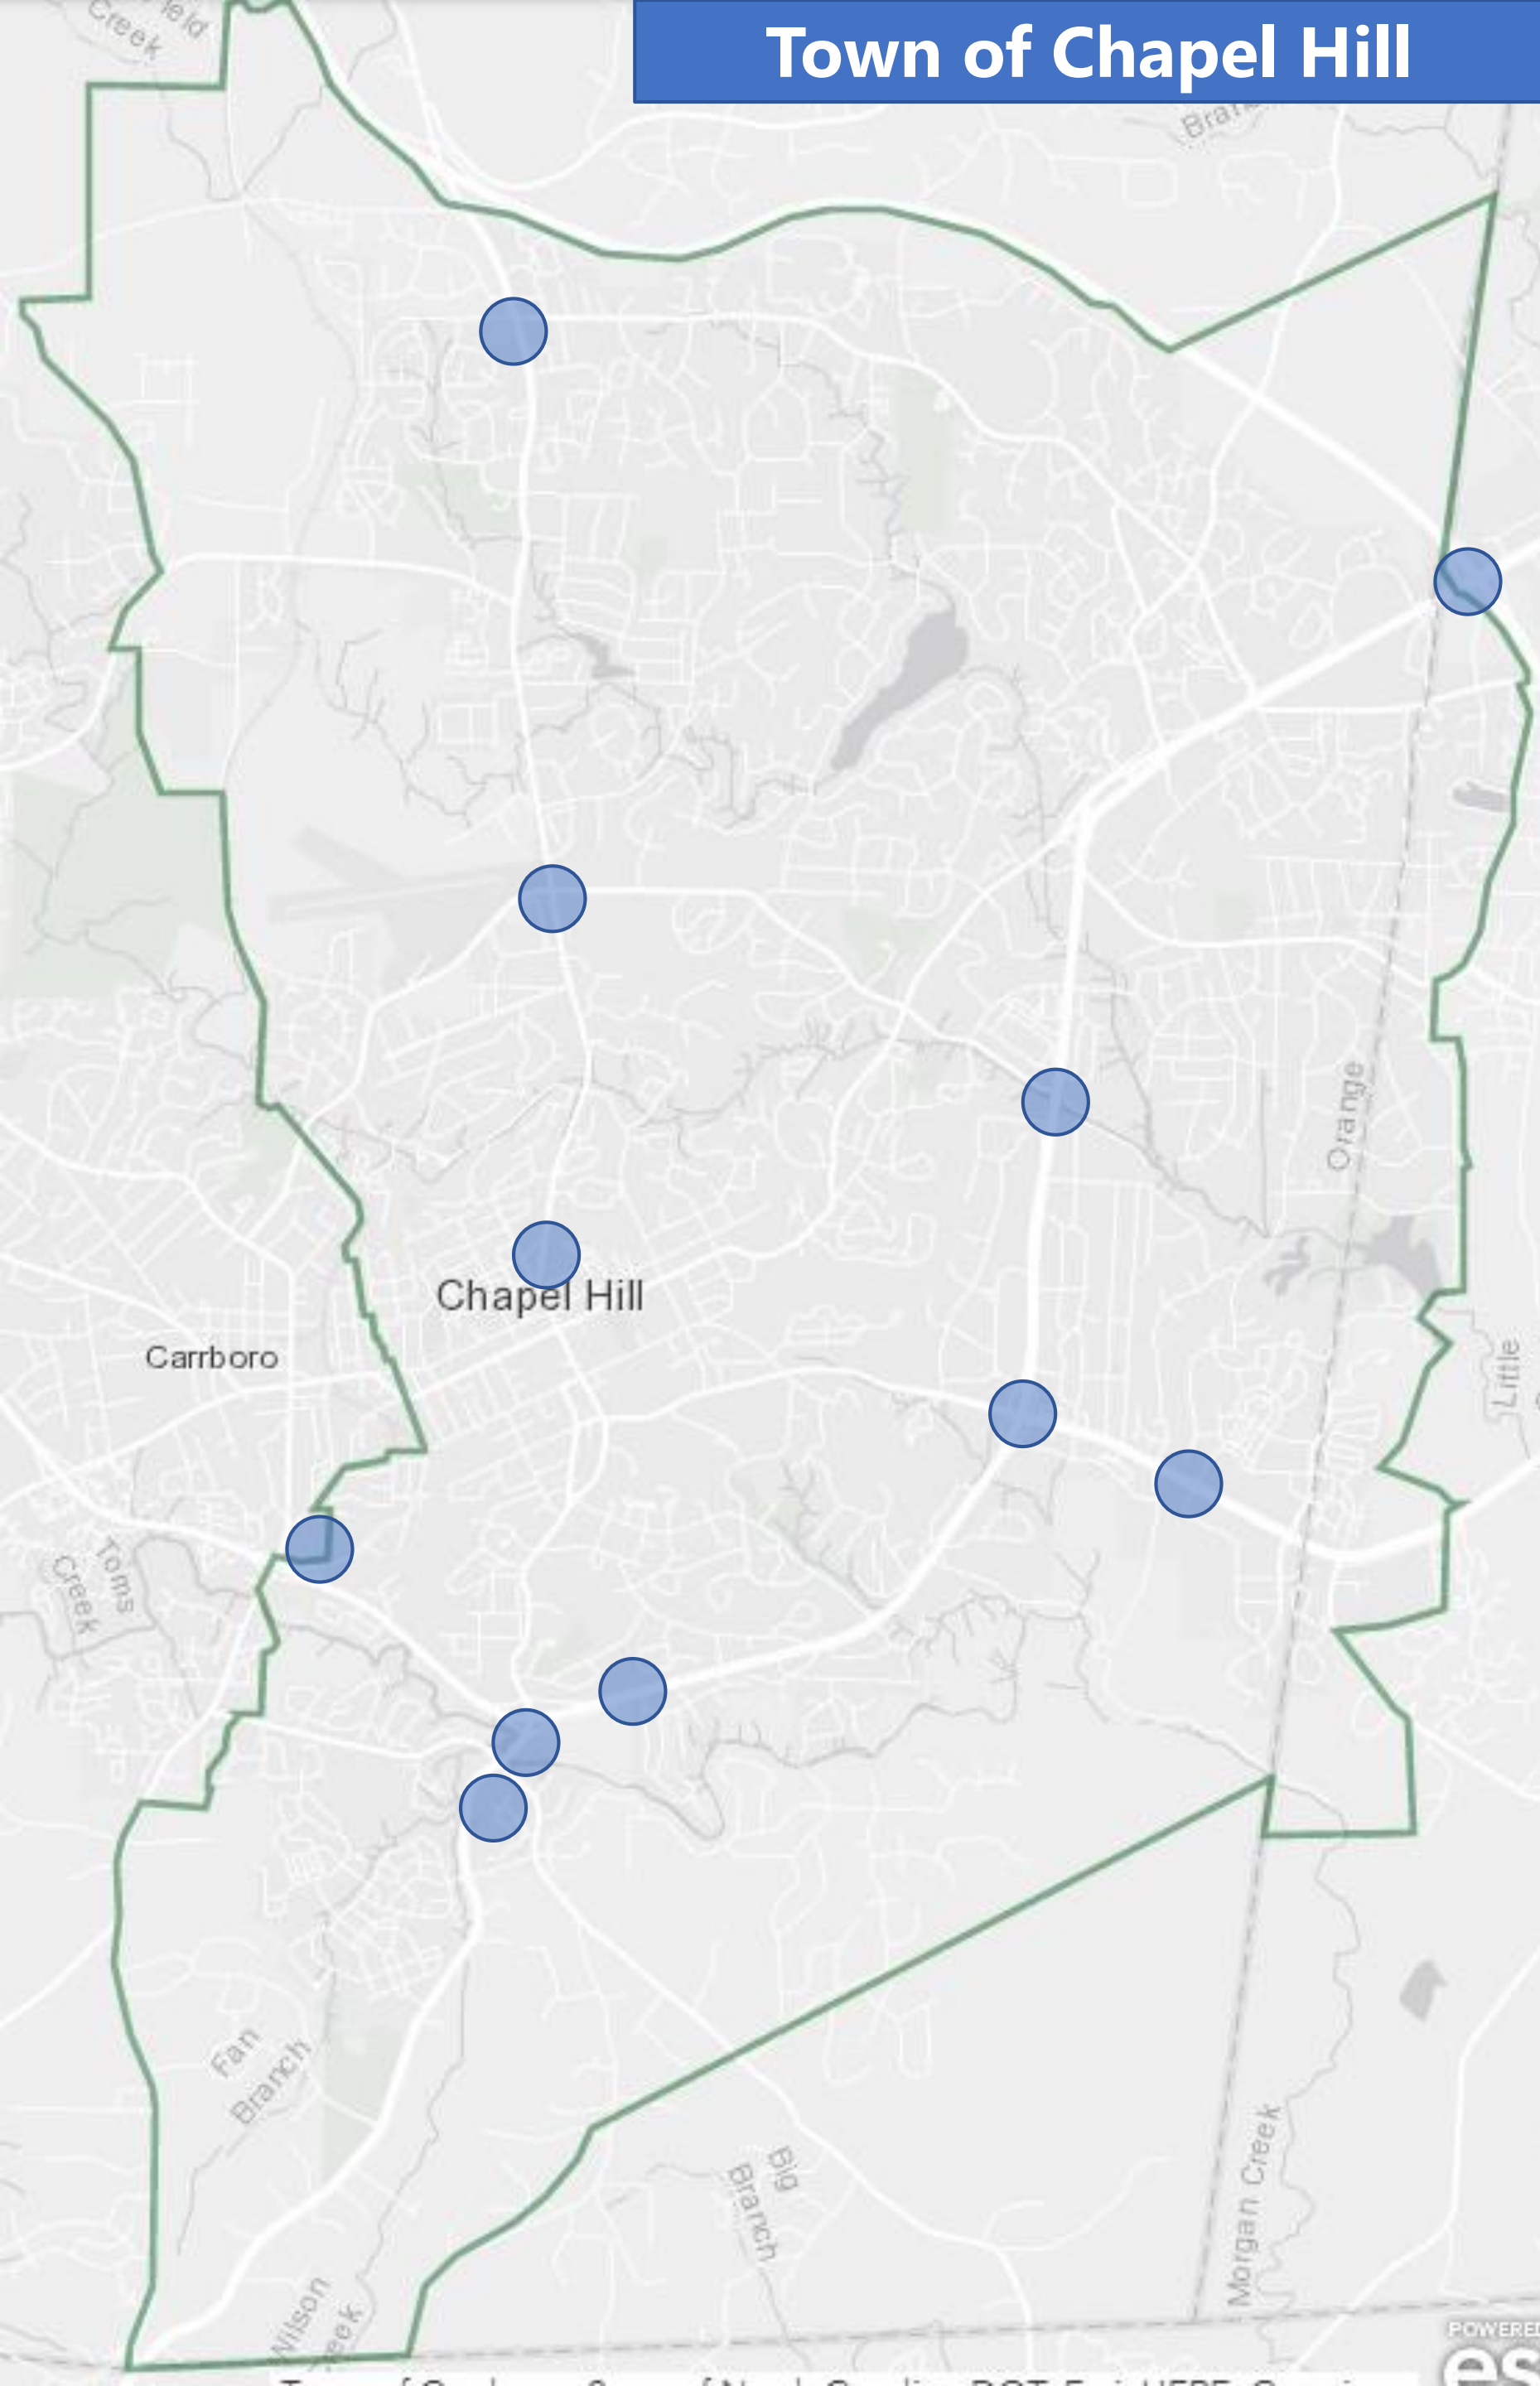 Creek
Town of Chapel Hill
Orange
Chapel Hill
Carrboro
Little
Toms
Creek
Fan
Branch
Big
Branch
Morgan Creek
Wilson
POWERED
es